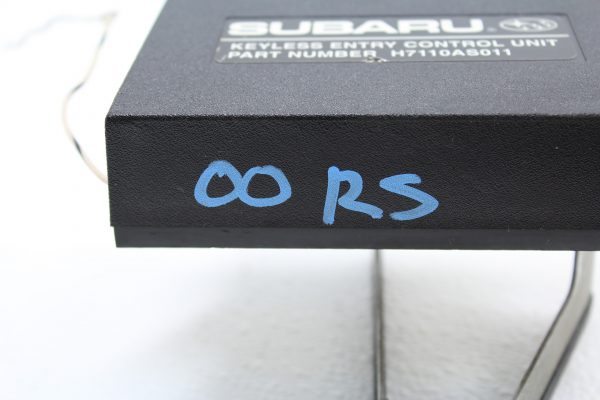 SUBARU
KEYLESS ENTRY CONTROL UNIT
PART NUMBER H7110AS011
00 RS